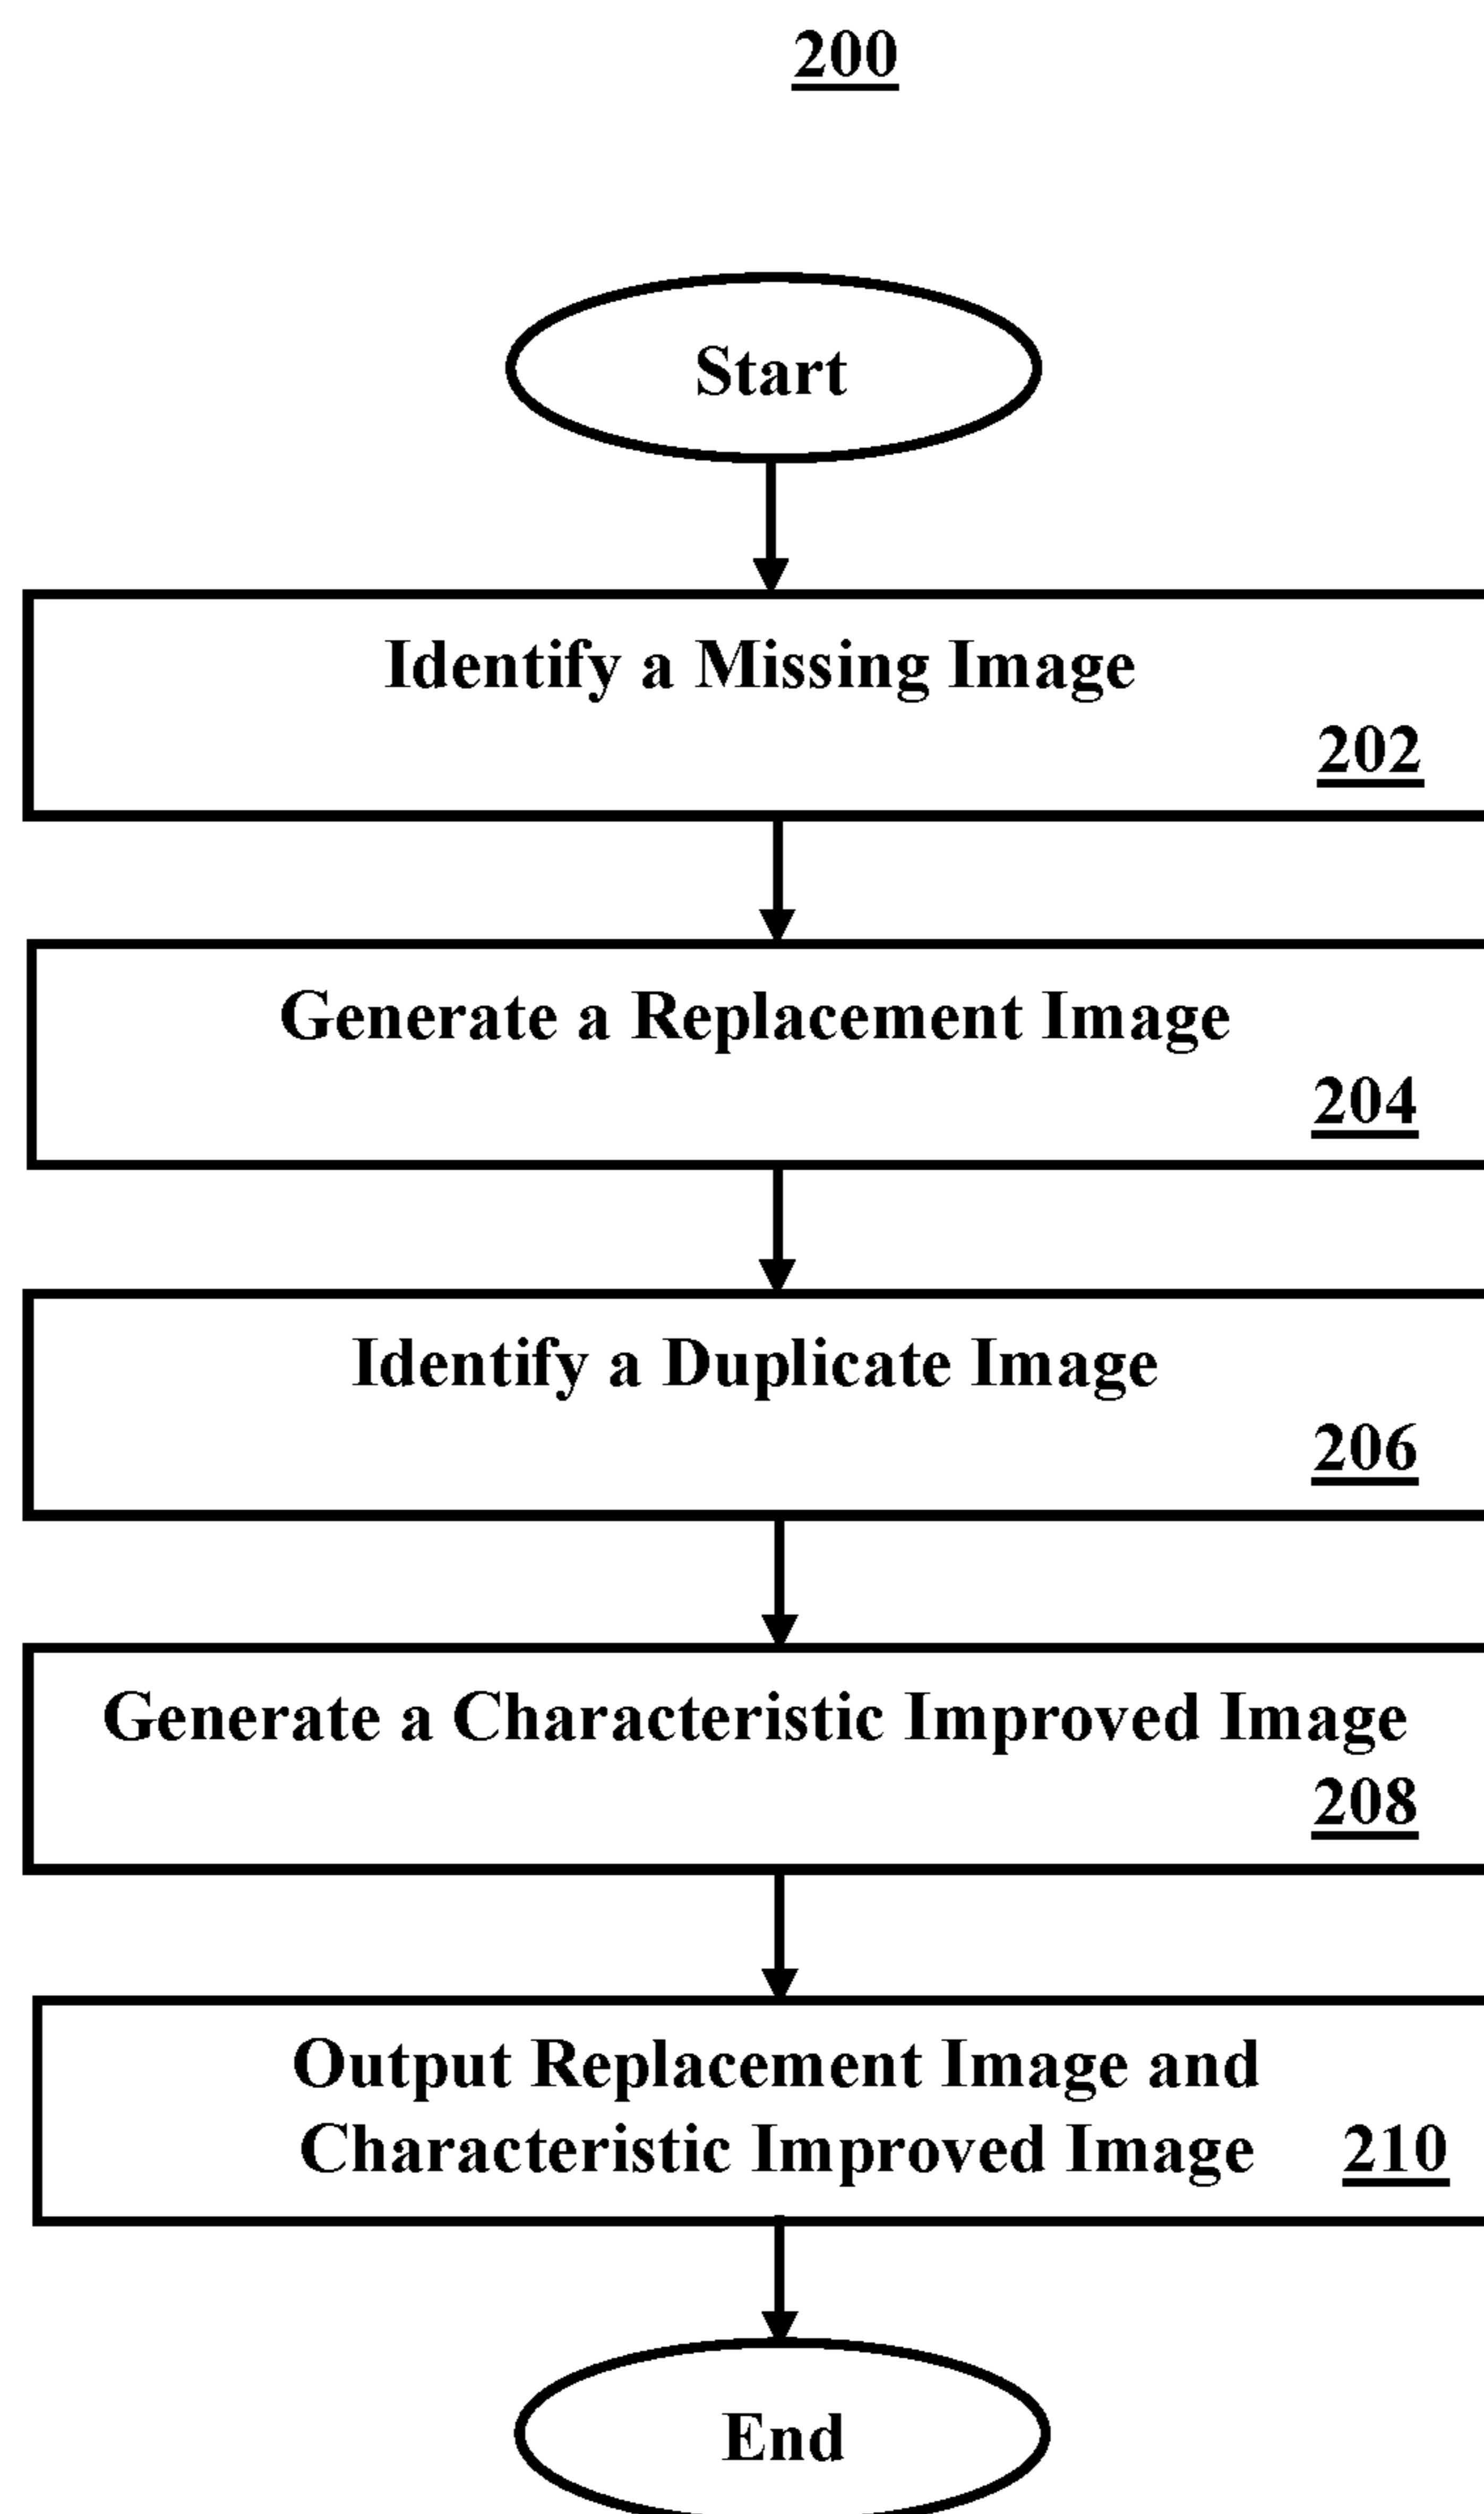 200
Start
Identify a Missing Image
202
Generate a Replacement Image
204
Identify a Duplicate Image
206
Generate a Characteristic Improved Image
208
Output Replacement Image and
Characteristic Improved Image 210
End